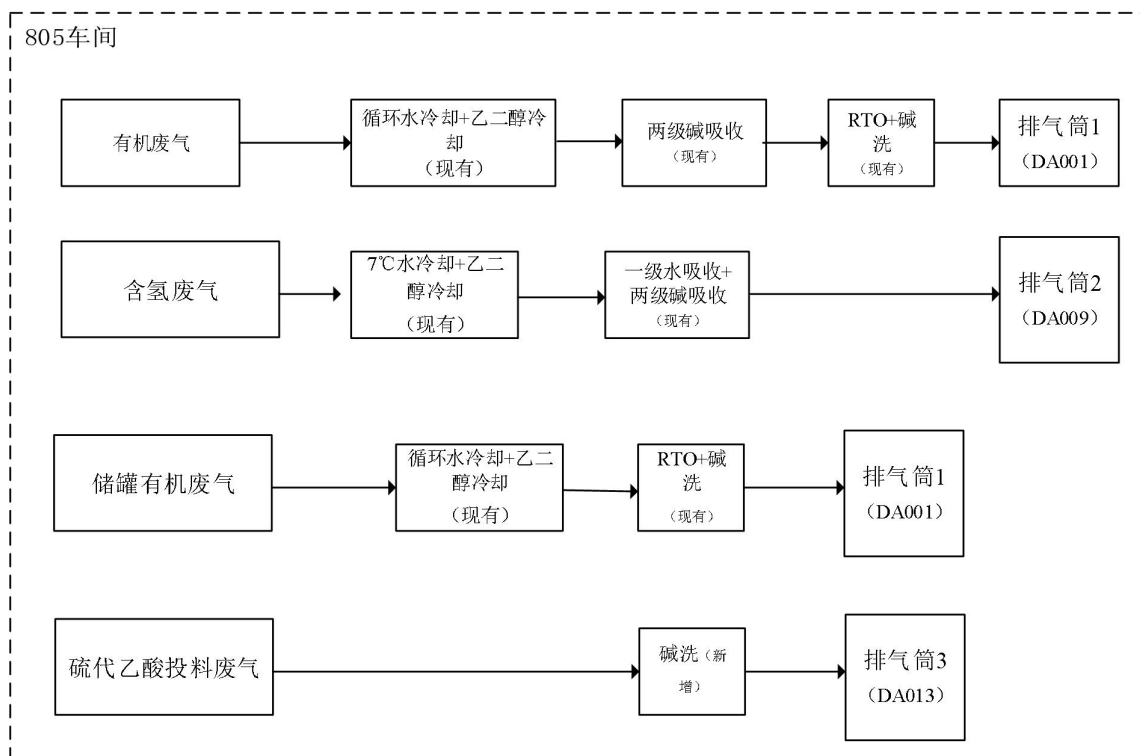 805车间
有机废气
循环水冷却+乙二醇冷
却
（现有）
两级碱吸收
（现有）
RTO+碱
洗
（现有）
排气筒1
（DA001）
含氢废气
7℃水冷却+乙二
醇冷却
（现有）
一级水吸收+
两级碱吸收
（现有）
排气筒2
（DA009）
储罐有机废气
循环水冷却+乙二
醇冷却
（现有）
RTO+碱
洗
（现有）
排气筒1
（DA001）
硫代乙酸投料废气
碱洗（新
增）
排气筒3
（DA013）